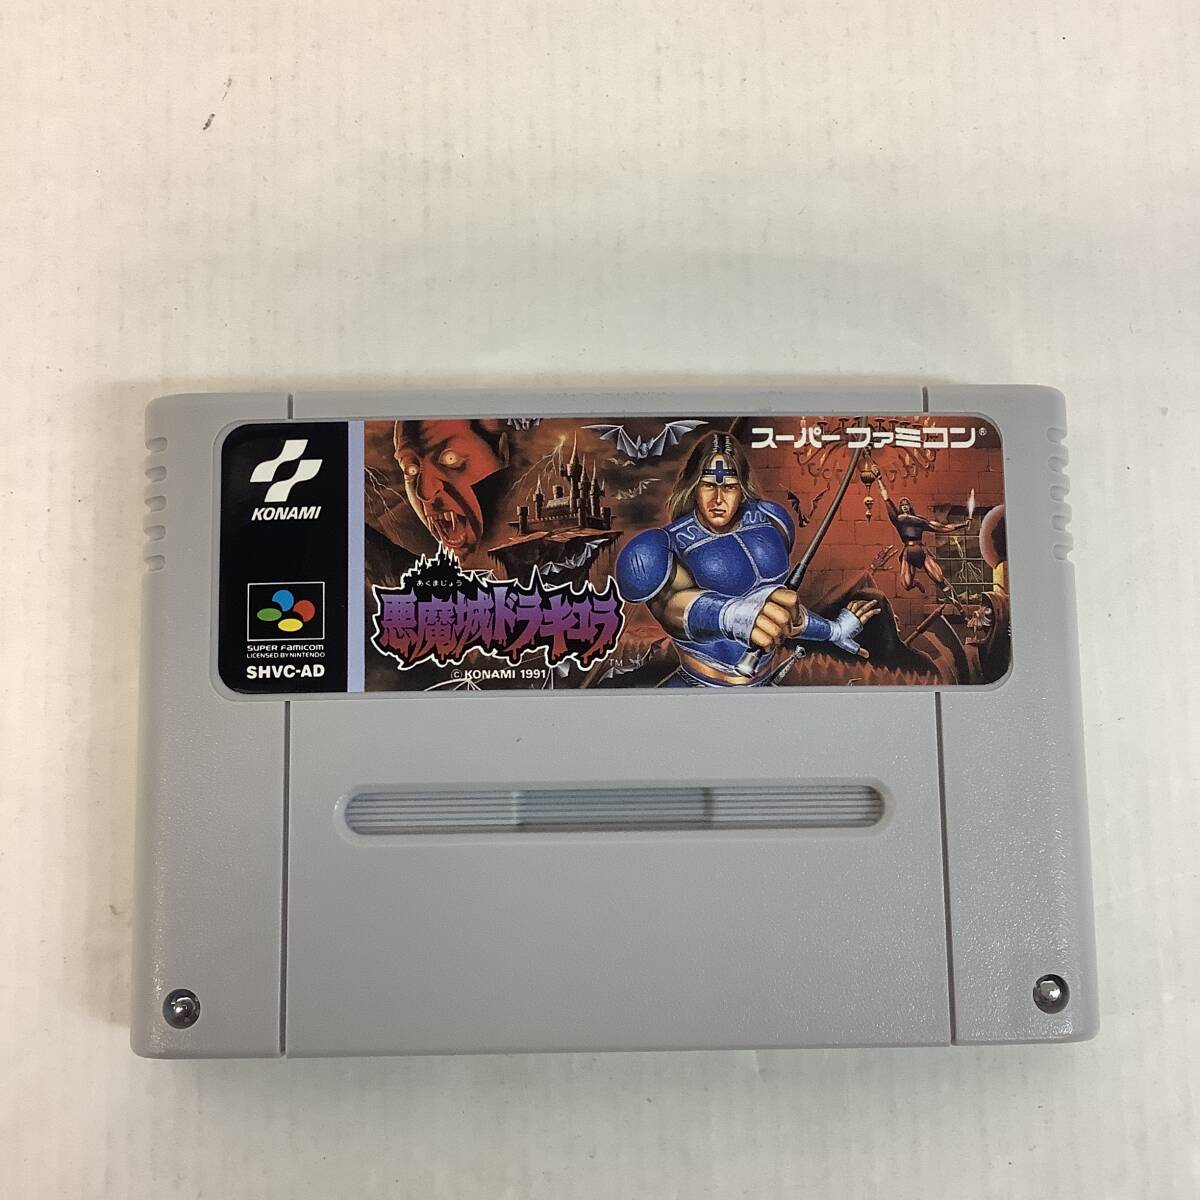 KONAMI
スーパーファミコン®
あくまじょう
悪魔城ドラキュラ
TM
© KONAMI 1991
SUPER FAMICOM
LICENSED BY NINTENDO
SHVC-AD